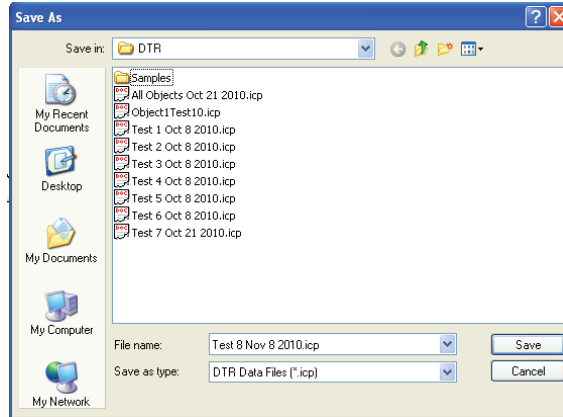 Save As
Save in:
DTR
My Recent
Documents
Desktop
My Documents
My Computer
My Network
Samples
All Objects Oct 21 2010.icp
Object1Test10.icp
Test 1 Oct 8 2010.icp
Test 2 Oct 8 2010.icp
Test 3 Oct 8 2010.icp
Test 4 Oct 8 2010.icp
Test 5 Oct 8 2010.icp
Test 6 Oct 8 2010.icp
Test 7 Oct 21 2010.icp
File name:
Test 8 Nov 8 2010.icp
Save
Save as type:
DTR Data Files (*.icp)
Cancel